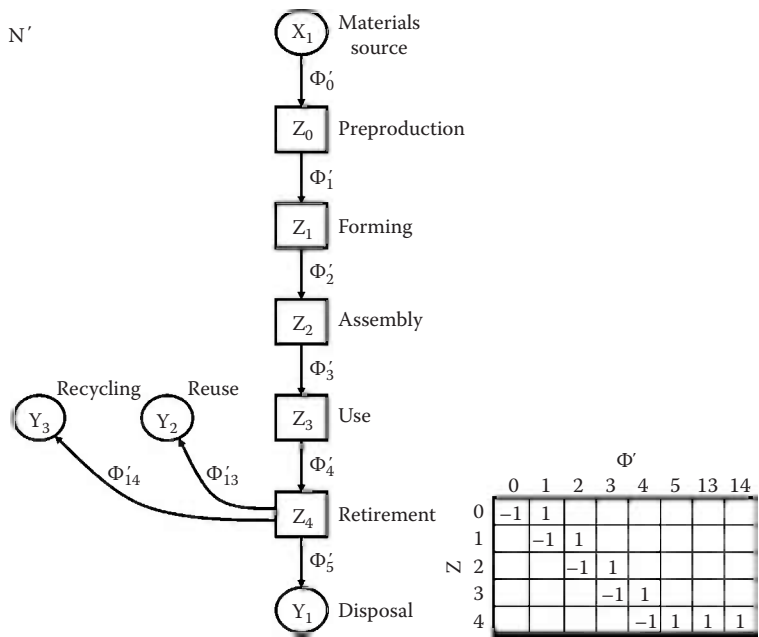 N′
X₁ Materials source
Φ′₀
Z₀ Preproduction
Φ′₁
Z₁ Forming
Φ′₂
Z₂ Assembly
Φ′₃
Recycling Reuse
Y₃ Y₂ Z₃ Use
Φ′₁₄ Φ′₁₃ Φ′₄
Z₄ Retirement
Φ′₅
Y₁ Disposal
Φ′
0 1 2 3 4 5 13 14
0 –1 1
1 –1 1
Z 2 –1 1
3 –1 1
4 –1 1 1 1